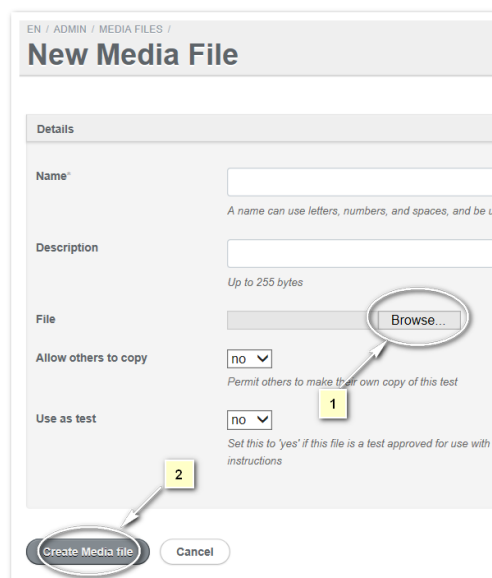 EN / ADMIN / MEDIA FILES /
New Media File
Details
Name*
A name can use letters, numbers, and spaces, and be
Description
Up to 255 bytes
File
Browse...
Allow others to copy
no
Permit others to make their own copy of this test
1
Use as test
no
Set this to 'yes' if this file is a test approved for use with
instructions
2
Create Media file
Cancel